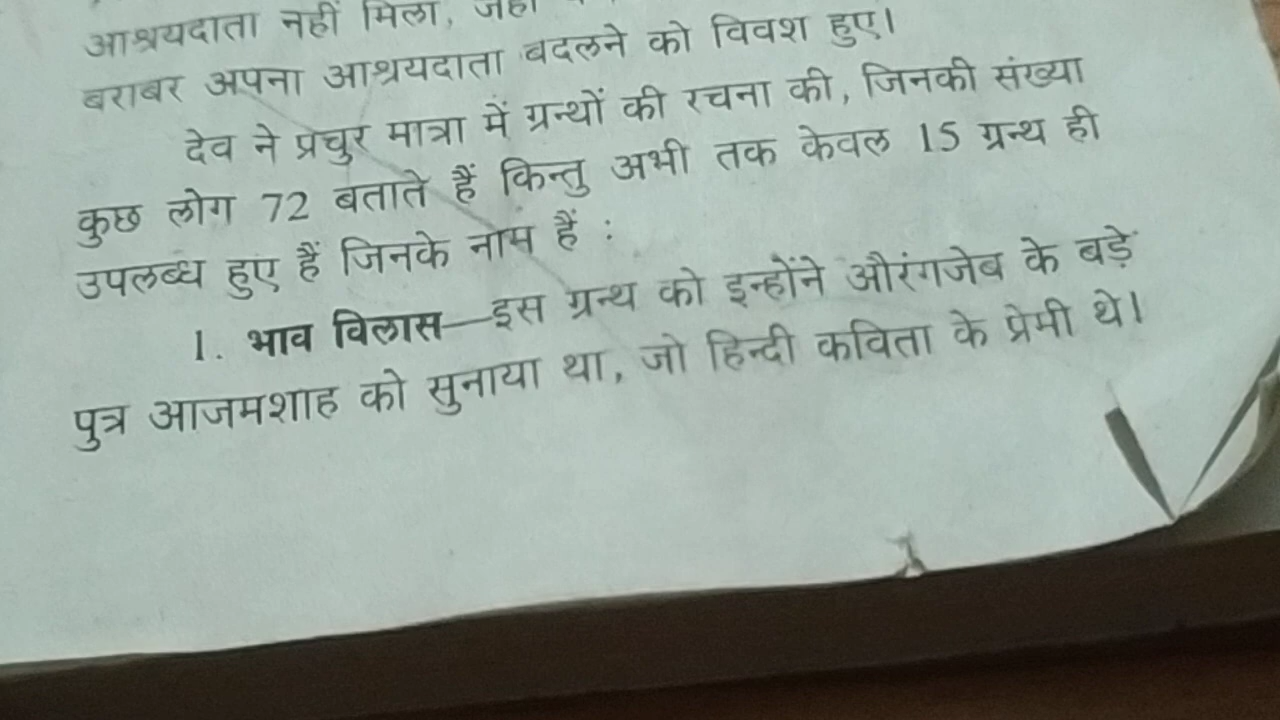 आश्रयदाता नहीं मिला, जहाँ
बराबर अपना आश्रयदाता बदलने को विवश हुए।
देव ने प्रचुर मात्रा में ग्रन्थों की रचना की, जिनकी संख्या
कुछ लोग 72 बताते हैं किन्तु अभी तक केवल 15 ग्रन्थ ही
उपलब्ध हुए हैं जिनके नाम हैं :
1. भाव विलास—इस ग्रन्थ को इन्होंने औरंगजेब के बड़े
पुत्र आजमशाह को सुनाया था, जो हिन्दी कविता के प्रेमी थे।